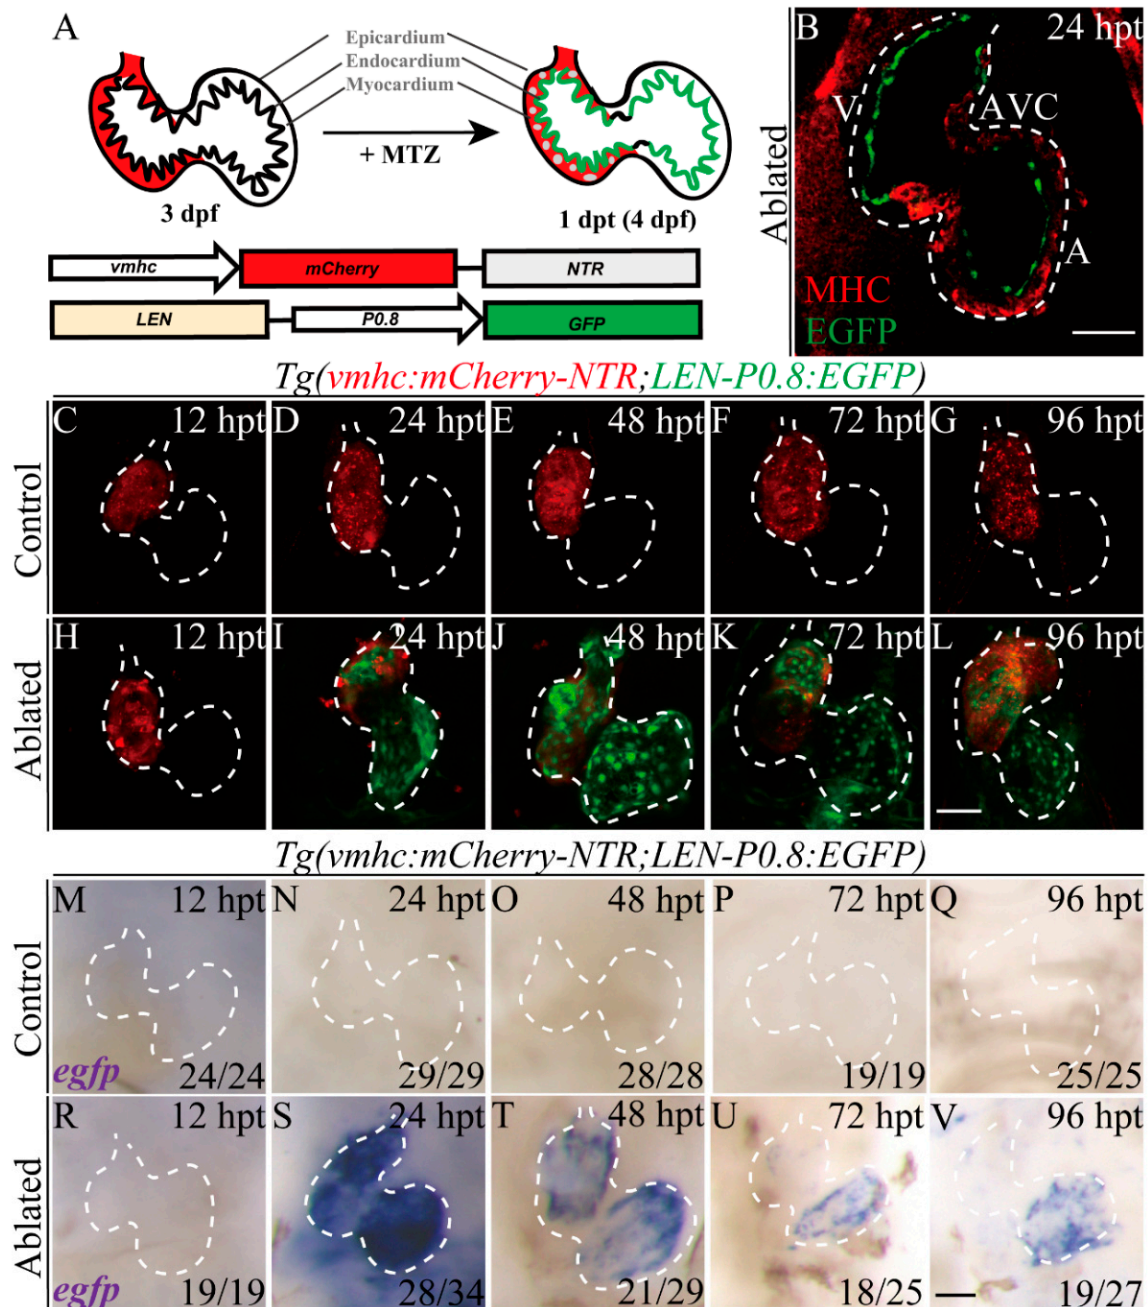 A
Epicardium
Endocardium
Myocardium
+ MTZ
3 dpf
1 dpt (4 dpf)
vmhc
mCherry
NTR
LEN
P0.8
GFP
B
24 hpt
Ablated
V
AVC
A
MHC
EGFP
Tg(vmhc:mCherry-NTR;LEN-P0.8:EGFP)
Control
C 12 hpt
D 24 hpt
E 48 hpt
F 72 hpt
G 96 hpt
Ablated
H 12 hpt
I 24 hpt
J 48 hpt
K 72 hpt
L 96 hpt
Tg(vmhc:mCherry-NTR;LEN-P0.8:EGFP)
Control
M 12 hpt
N 24 hpt
O 48 hpt
P 72 hpt
Q 96 hpt
egfp 24/24
29/29
28/28
19/19
25/25
Ablated
R 12 hpt
S 24 hpt
T 48 hpt
U 72 hpt
V 96 hpt
egfp 19/19
28/34
21/29
18/25
19/27